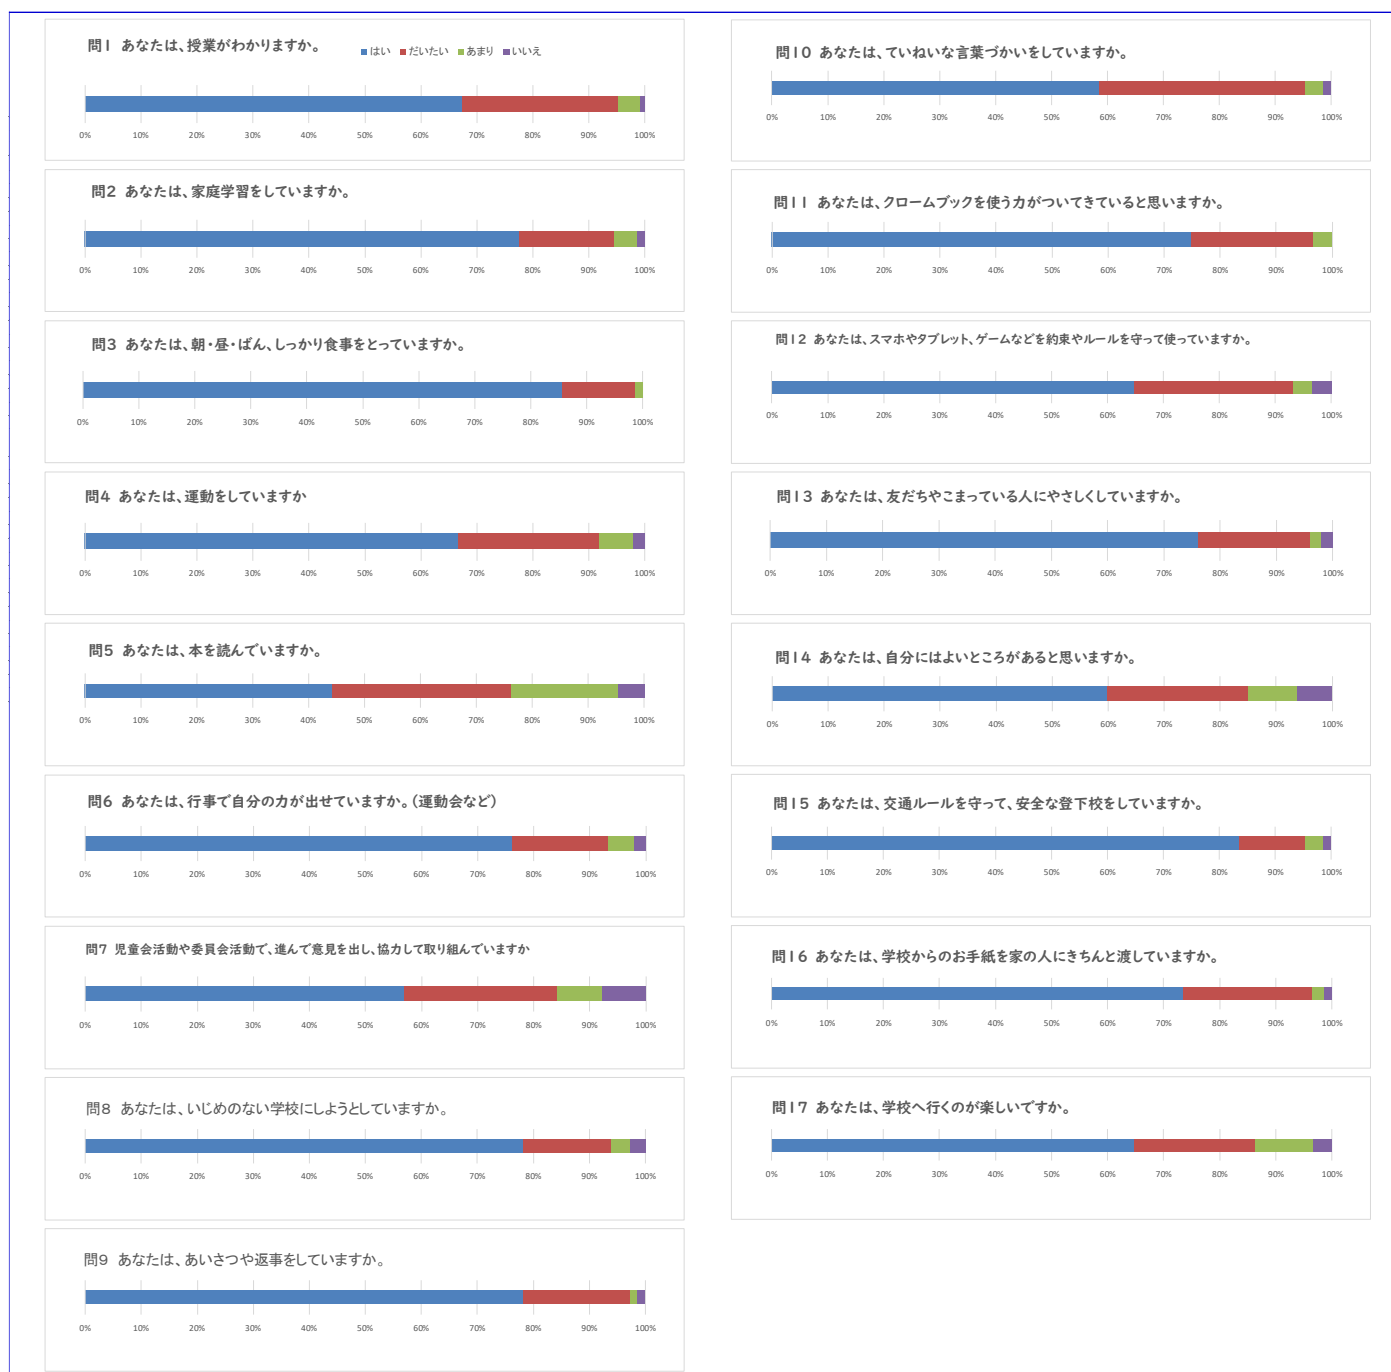 問1 あなたは、授業がわかりますか。
はい だいたい あまり いいえ
0% 10% 20% 30% 40% 50% 60% 70% 80% 90% 100%
問2 あなたは、家庭学習をしていますか。
0% 10% 20% 30% 40% 50% 60% 70% 80% 90% 100%
問3 あなたは、朝・昼・ばん、しっかり食事をとっていますか。
0% 10% 20% 30% 40% 50% 60% 70% 80% 90% 100%
問4 あなたは、運動をしていますか
0% 10% 20% 30% 40% 50% 60% 70% 80% 90% 100%
問5 あなたは、本を読んでいますか。
0% 10% 20% 30% 40% 50% 60% 70% 80% 90% 100%
問6 あなたは、行事で自分の力が出せていますか。(運動会など)
0% 10% 20% 30% 40% 50% 60% 70% 80% 90% 100%
問7 児童会活動や委員会活動で、進んで意見を出し、協力して取り組んでいますか
0% 10% 20% 30% 40% 50% 60% 70% 80% 90% 100%
問8 あなたは、いじめのない学校にしようとしていますか。
0% 10% 20% 30% 40% 50% 60% 70% 80% 90% 100%
問9 あなたは、あいさつや返事をしていますか。
0% 10% 20% 30% 40% 50% 60% 70% 80% 90% 100%
問10 あなたは、ていねいな言葉づかいをしていますか。
0% 10% 20% 30% 40% 50% 60% 70% 80% 90% 100%
問11 あなたは、クロームブックを使う力がついてきていると思いますか。
0% 10% 20% 30% 40% 50% 60% 70% 80% 90% 100%
問12 あなたは、スマホやタブレット、ゲームなどを約束やルールを守って使っていますか。
0% 10% 20% 30% 40% 50% 60% 70% 80% 90% 100%
問13 あなたは、友だちやこまっている人にやさしくしていますか。
0% 10% 20% 30% 40% 50% 60% 70% 80% 90% 100%
問14 あなたは、自分にはよいところがあると思いますか。
0% 10% 20% 30% 40% 50% 60% 70% 80% 90% 100%
問15 あなたは、交通ルールを守って、安全な登下校をしていますか。
0% 10% 20% 30% 40% 50% 60% 70% 80% 90% 100%
問16 あなたは、学校からのお手紙を家の人にきちんと渡していますか。
0% 10% 20% 30% 40% 50% 60% 70% 80% 90% 100%
問17 あなたは、学校へ行くのが楽しいですか。
0% 10% 20% 30% 40% 50% 60% 70% 80% 90% 100%